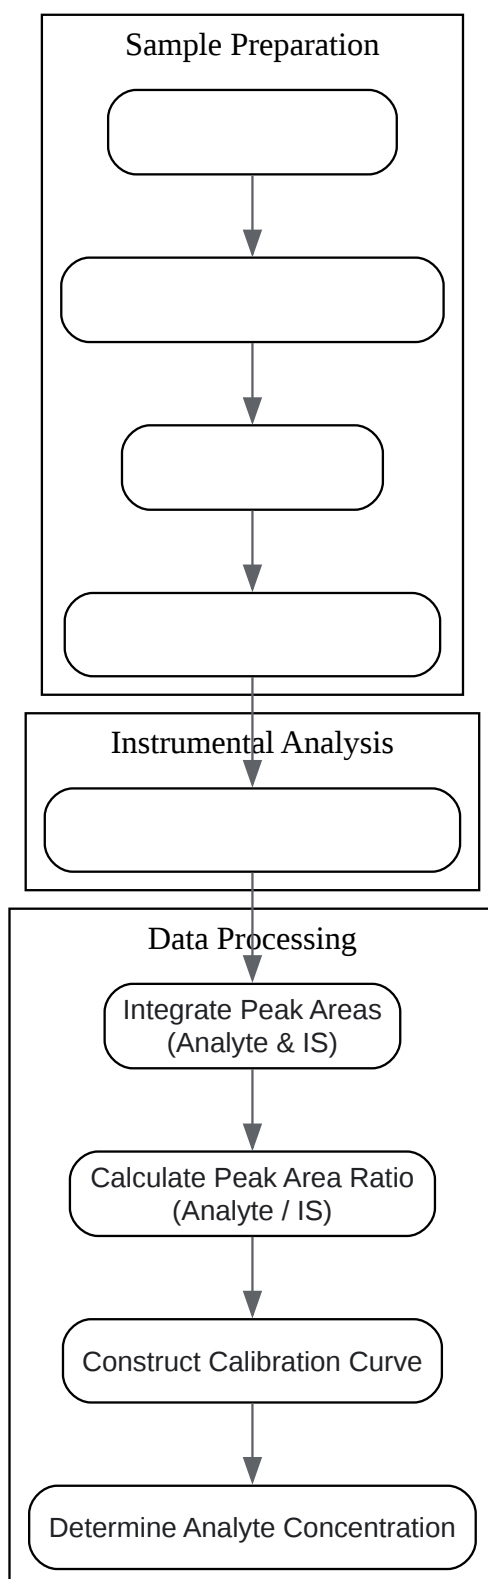 Sample Preparation
Instrumental Analysis
Data Processing
Integrate Peak Areas
(Analyte & IS)
Calculate Peak Area Ratio
(Analyte / IS)
Construct Calibration Curve
Determine Analyte Concentration